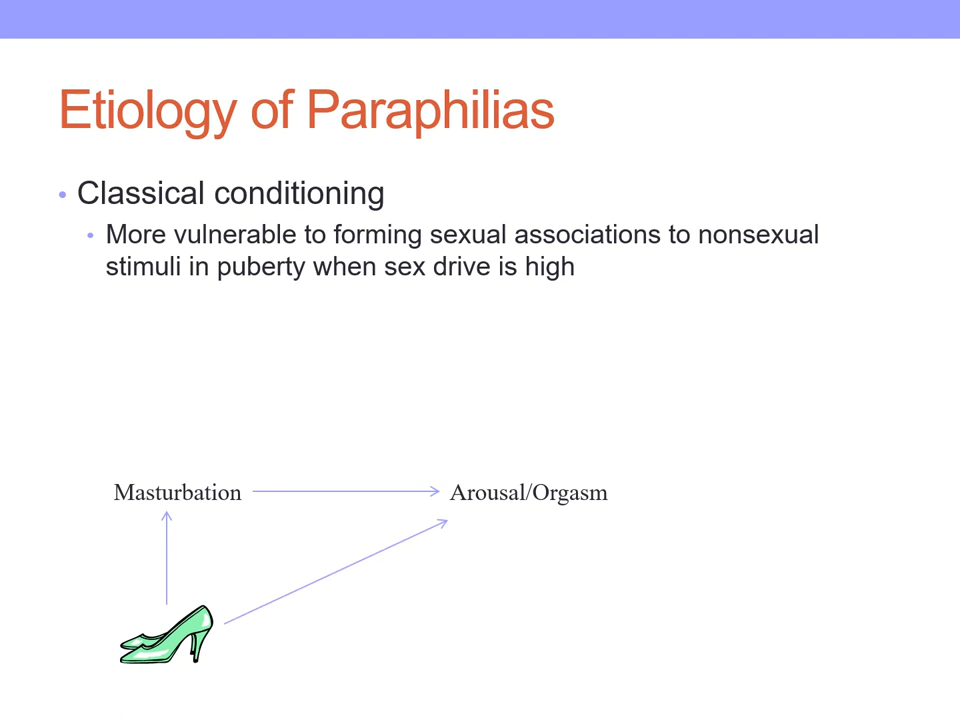 Etiology of Paraphilias
• Classical conditioning
• More vulnerable to forming sexual associations to nonsexual
stimuli in puberty when sex drive is high
Masturbation
Arousal/Orgasm